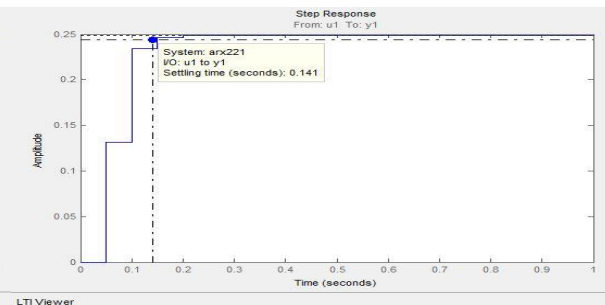 Step Response
From: u1 To: y1
0.25
0.2
0.15
0.1
0.05
0
Amplitude
System: arx221
I/O: u1 to y1
Settling time (seconds): 0.141
0 0.1 0.2 0.3 0.4 0.5 0.6 0.7 0.8 0.9 1
Time (seconds)
LTI Viewer